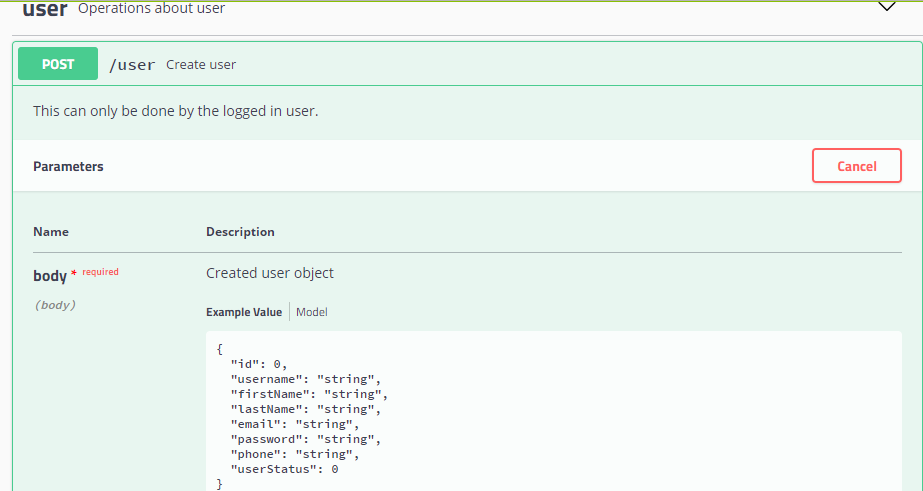 user Operations about user
POST /user Create user
This can only be done by the logged in user.
Parameters Cancel
Name Description
body * required Created user object
(body)
Example Value Model
{
"id": 0,
"username": "string",
"firstName": "string",
"lastName": "string",
"email": "string",
"password": "string",
"phone": "string",
"userStatus": 0
}